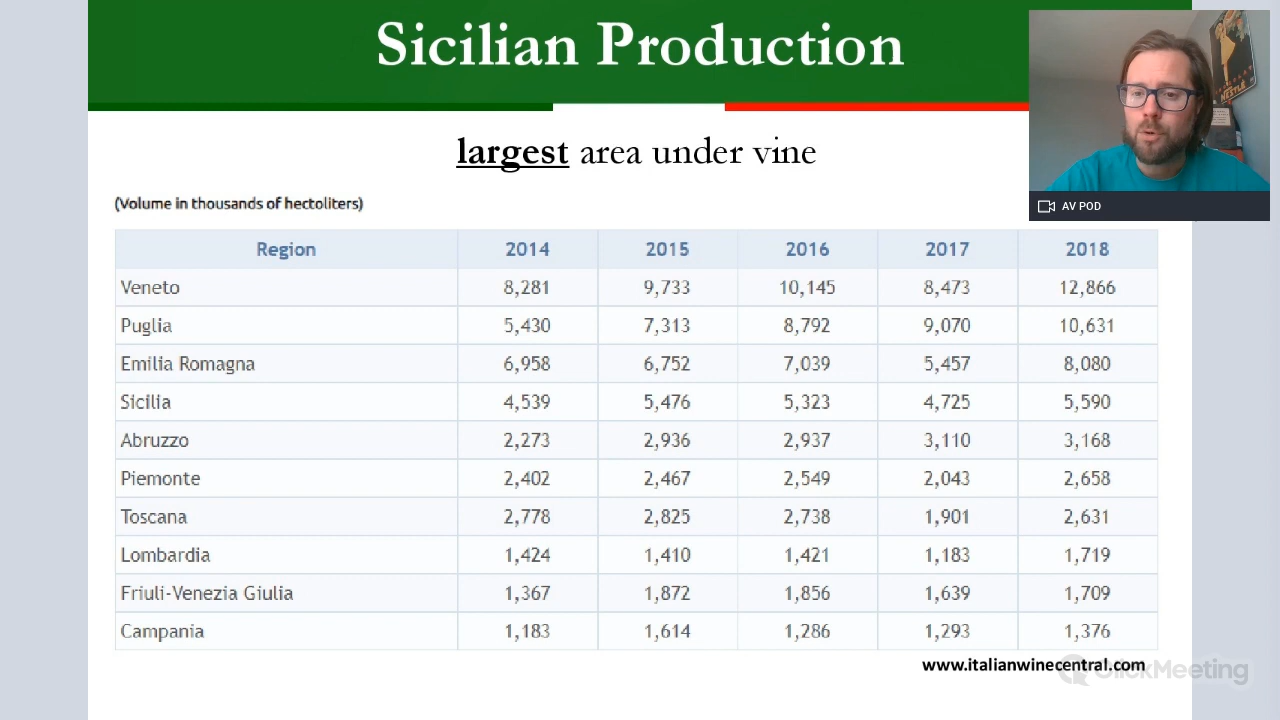 Sicilian Production
largest area under vine
(Volume in thousands of hectoliters)
Region 2014 2015 2016 2017 2018
Veneto 8,281 9,733 10,145 8,473 12,866
Puglia 5,430 7,313 8,792 9,070 10,631
Emilia Romagna 6,958 6,752 7,039 5,457 8,080
Sicilia 4,539 5,476 5,323 4,725 5,590
Abruzzo 2,273 2,936 2,937 3,110 3,168
Piemonte 2,402 2,467 2,549 2,043 2,658
Toscana 2,778 2,825 2,738 1,901 2,631
Lombardia 1,424 1,410 1,421 1,183 1,719
Friuli-Venezia Giulia 1,367 1,872 1,856 1,639 1,709
Campania 1,183 1,614 1,286 1,293 1,376
www.italianwinecentral.com
ClickMeeting
NESTLÉ
AV POD